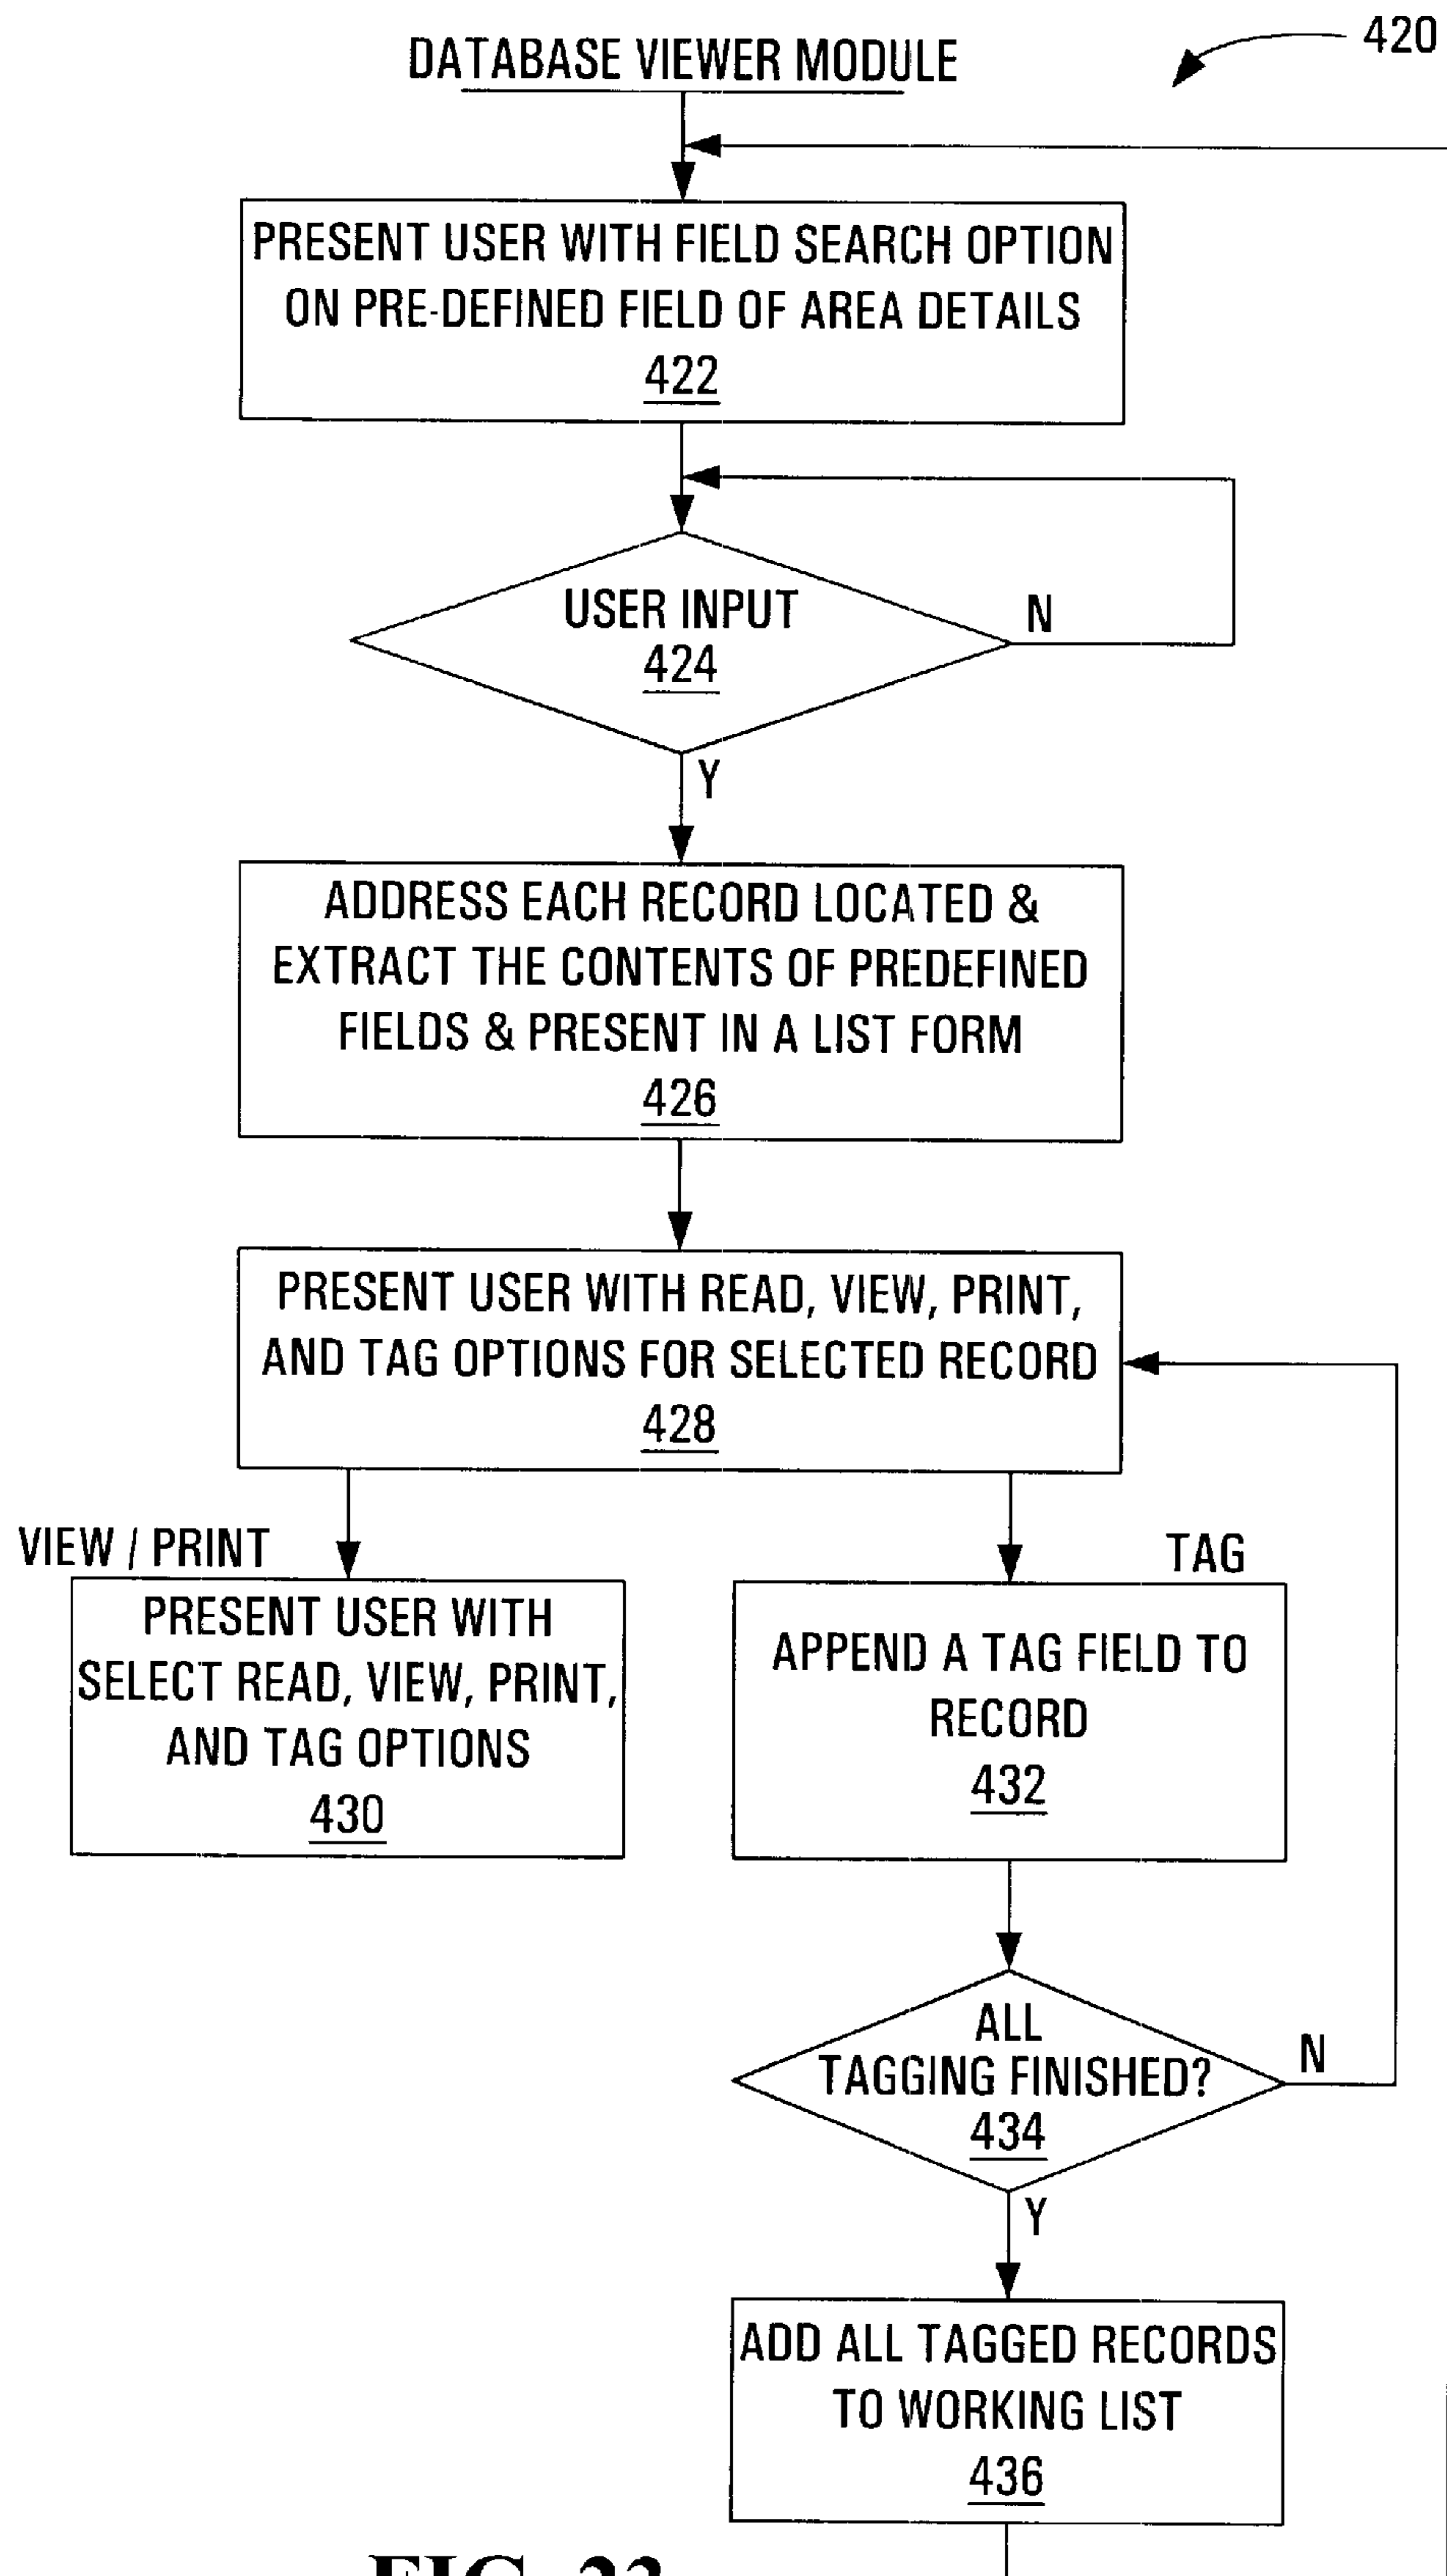 420
DATABASE VIEWER MODULE
PRESENT USER WITH FIELD SEARCH OPTION
ON PRE-DEFINED FIELD OF AREA DETAILS
422
USER INPUT
424
N
Y
ADDRESS EACH RECORD LOCATED &
EXTRACT THE CONTENTS OF PREDEFINED
FIELDS & PRESENT IN A LIST FORM
426
PRESENT USER WITH READ, VIEW, PRINT,
AND TAG OPTIONS FOR SELECTED RECORD
428
VIEW / PRINT
PRESENT USER WITH
SELECT READ, VIEW, PRINT,
AND TAG OPTIONS
430
TAG
APPEND A TAG FIELD TO
RECORD
432
ALL
TAGGING FINISHED?
434
N
Y
ADD ALL TAGGED RECORDS
TO WORKING LIST
436